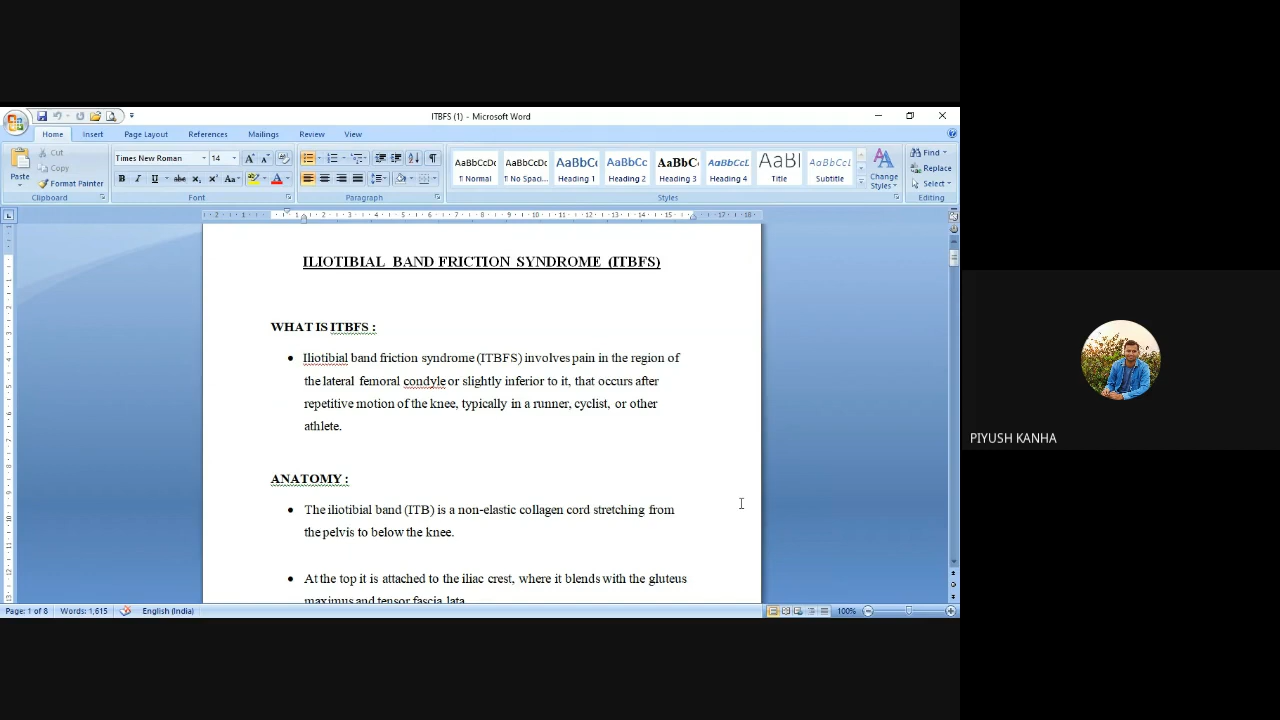 ITBFS (1) - Microsoft Word
Home Insert Page Layout References Mailings Review View
Paste
Cut
Copy
Format Painter
Clipboard
Times New Roman 14
Font
Paragraph
AaBbCcDc AaBbCcDc AaBbC AaBbCc AaBbC AaBbCcL AaBl AaBbCcL
¶ Normal ¶ No Spaci... Heading 1 Heading 2 Heading 3 Heading 4 Title Subtitle
Change
Styles
Styles
Find
Replace
Select
Editing
ILIOTIBIAL BAND FRICTION SYNDROME (ITBFS)
WHAT IS ITBFS :
• Iliotibial band friction syndrome (ITBFS) involves pain in the region of
the lateral femoral condyle or slightly inferior to it, that occurs after
repetitive motion of the knee, typically in a runner, cyclist, or other
athlete.
ANATOMY :
• The iliotibial band (ITB) is a non-elastic collagen cord stretching from
the pelvis to below the knee.
• At the top it is attached to the iliac crest, where it blends with the gluteus
maximus and tensor fascia lata.
Page: 1 of 8 Words: 1,615 English (India) 100%
PIYUSH KANHA